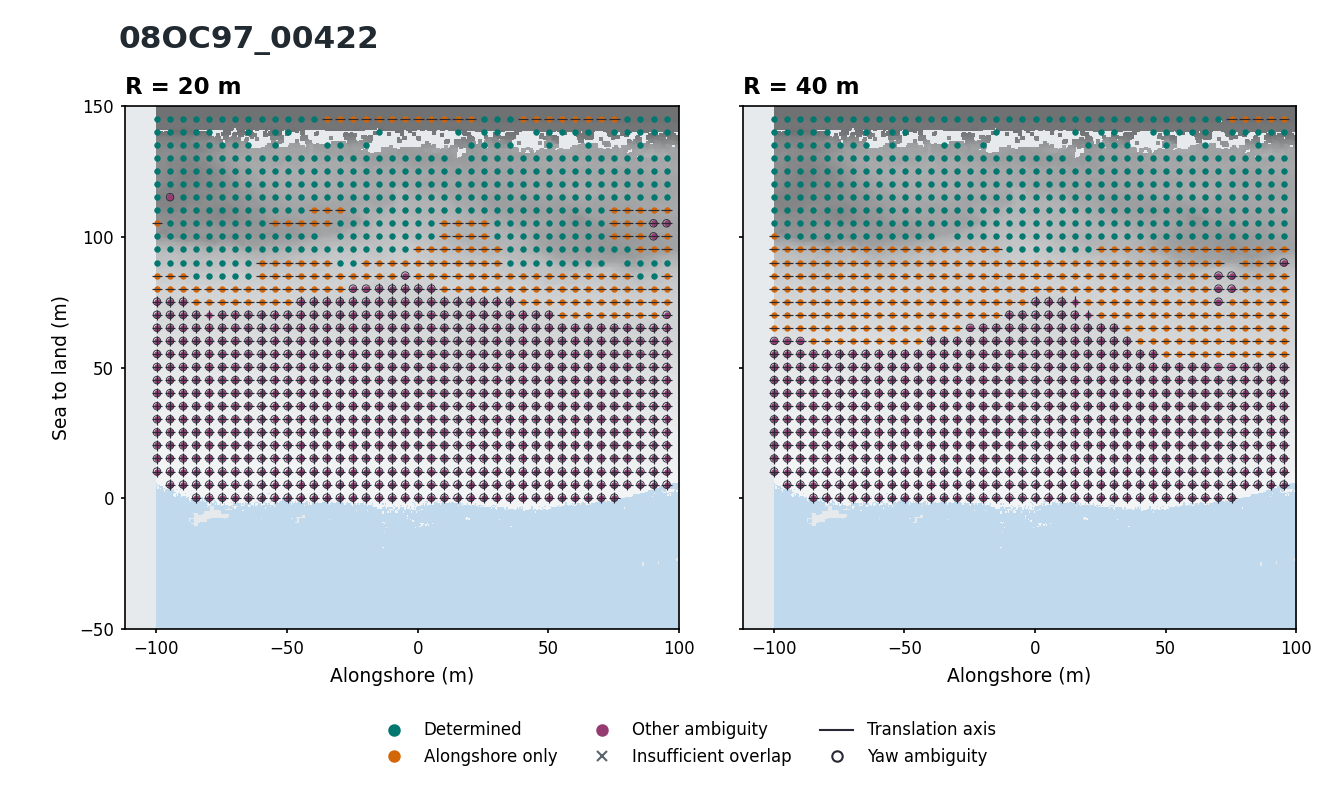 08OC97_00422
R = 20 m
R = 40 m
150
100
50
0
−50
Sea to land (m)
−100
−50
0
50
100
−100
−50
0
50
100
Alongshore (m)
Alongshore (m)
Determined
Other ambiguity
Translation axis
Alongshore only
Insufficient overlap
Yaw ambiguity